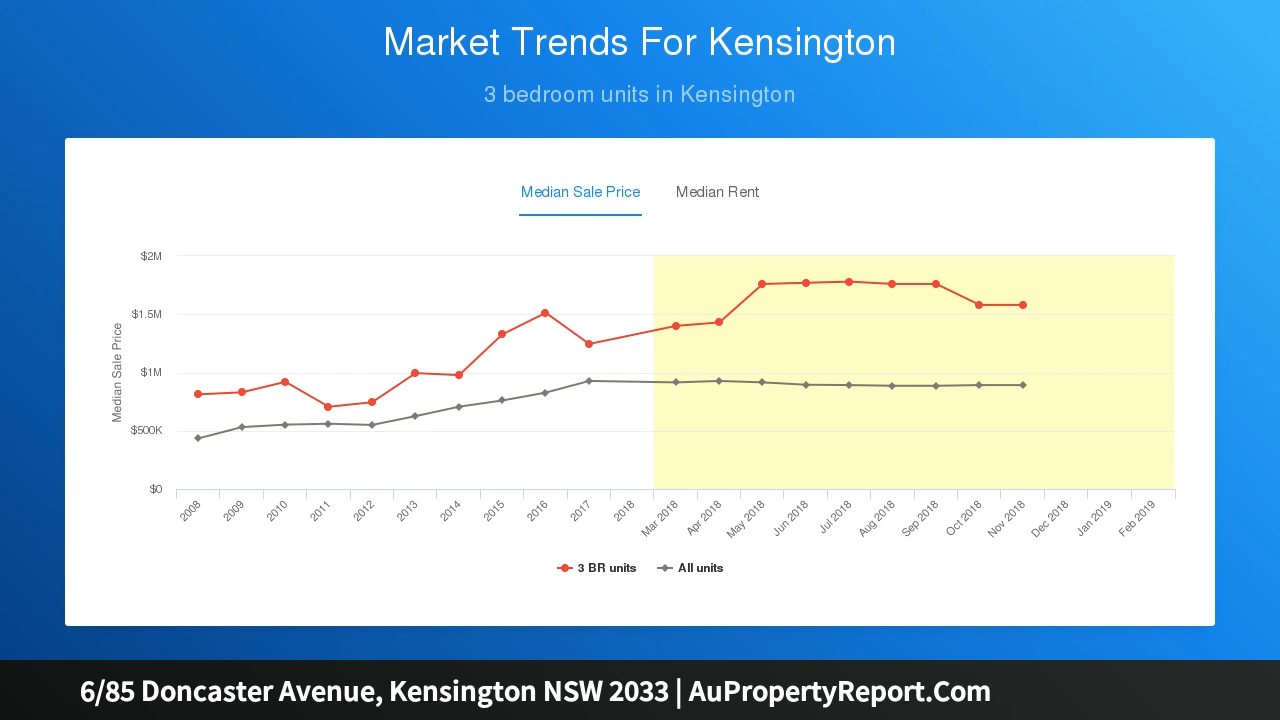 Market Trends For Kensington
3 bedroom units in Kensington
Median Sale Price
Median Rent
$2M
$1.5M
$1M
$500K
$0
Median Sale Price
2008
2009
2010
2011
2012
2013
2014
2015
2016
2017
2018
Mar 2018
Apr 2018
May 2018
Jun 2018
Jul 2018
Aug 2018
Sep 2018
Oct 2018
Nov 2018
Dec 2018
Jan 2019
Feb 2019
3 BR units
All units
6/85 Doncaster Avenue, Kensington NSW 2033 | AuPropertyReport.Com